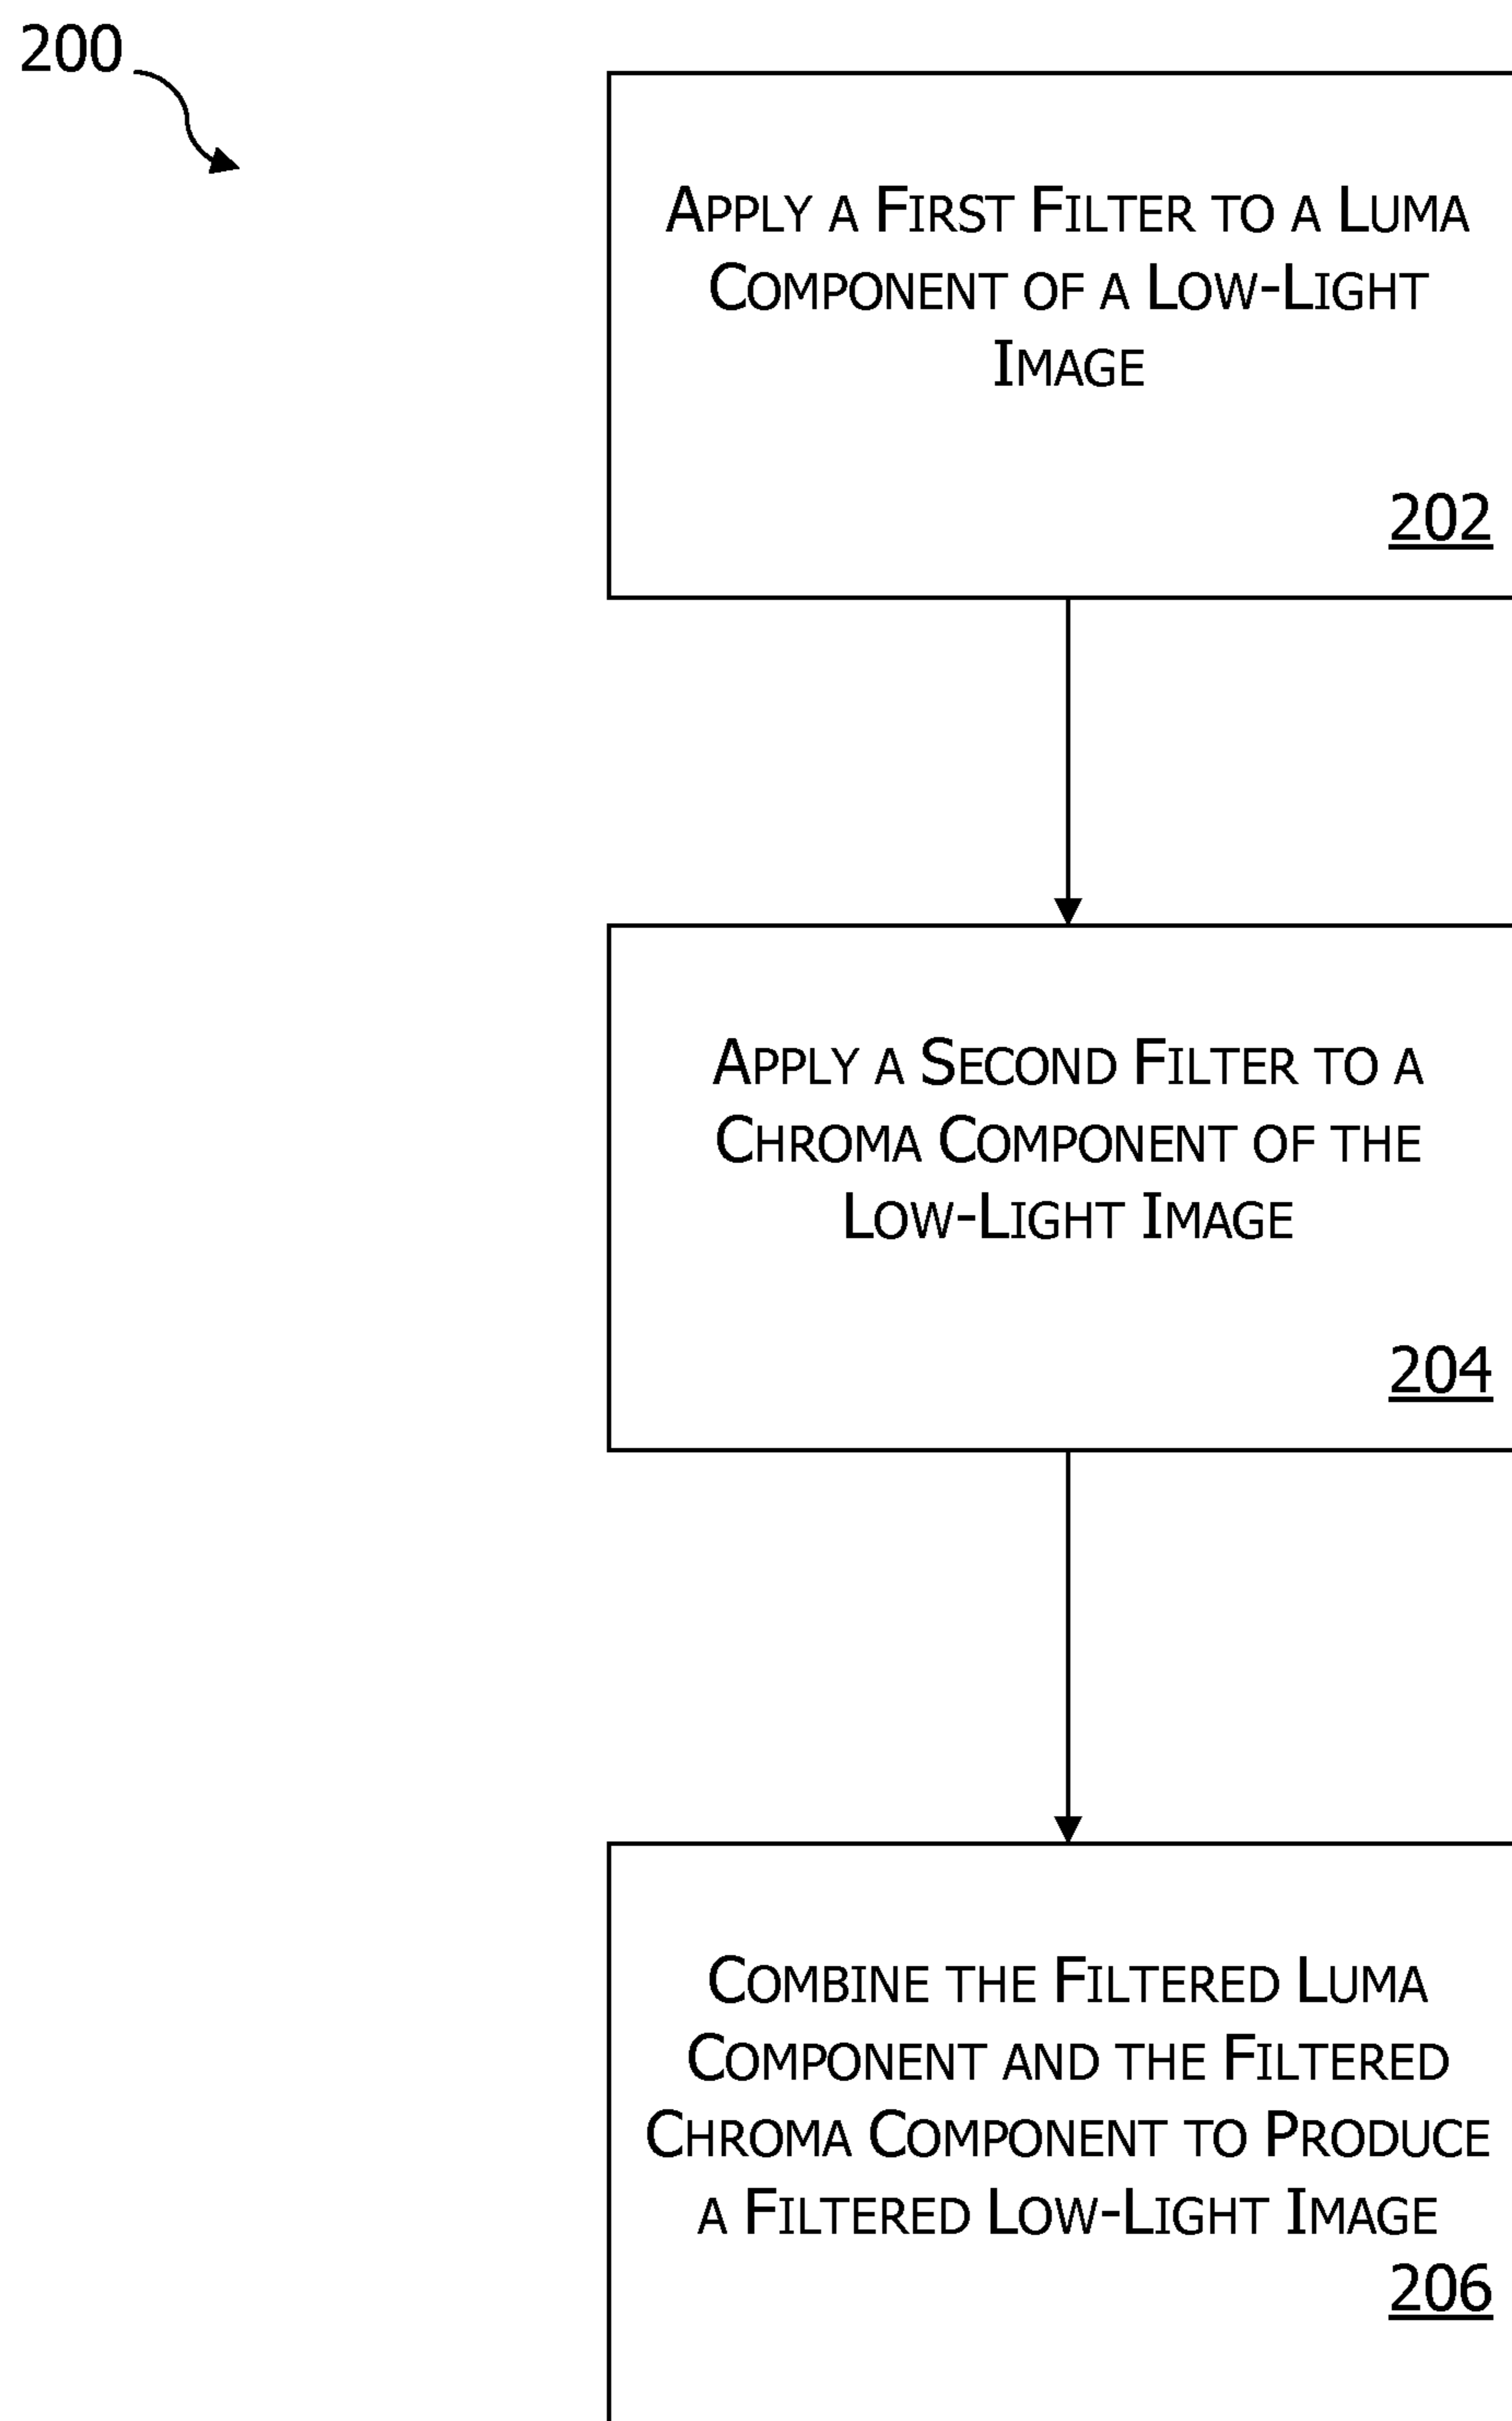 200
Apply a First Filter to a Luma
Component of a Low-Light
Image
202
Apply a Second Filter to a
Chroma Component of the
Low-Light Image
204
Combine the Filtered Luma
Component and the Filtered
Chroma Component to Produce
a Filtered Low-Light Image
206